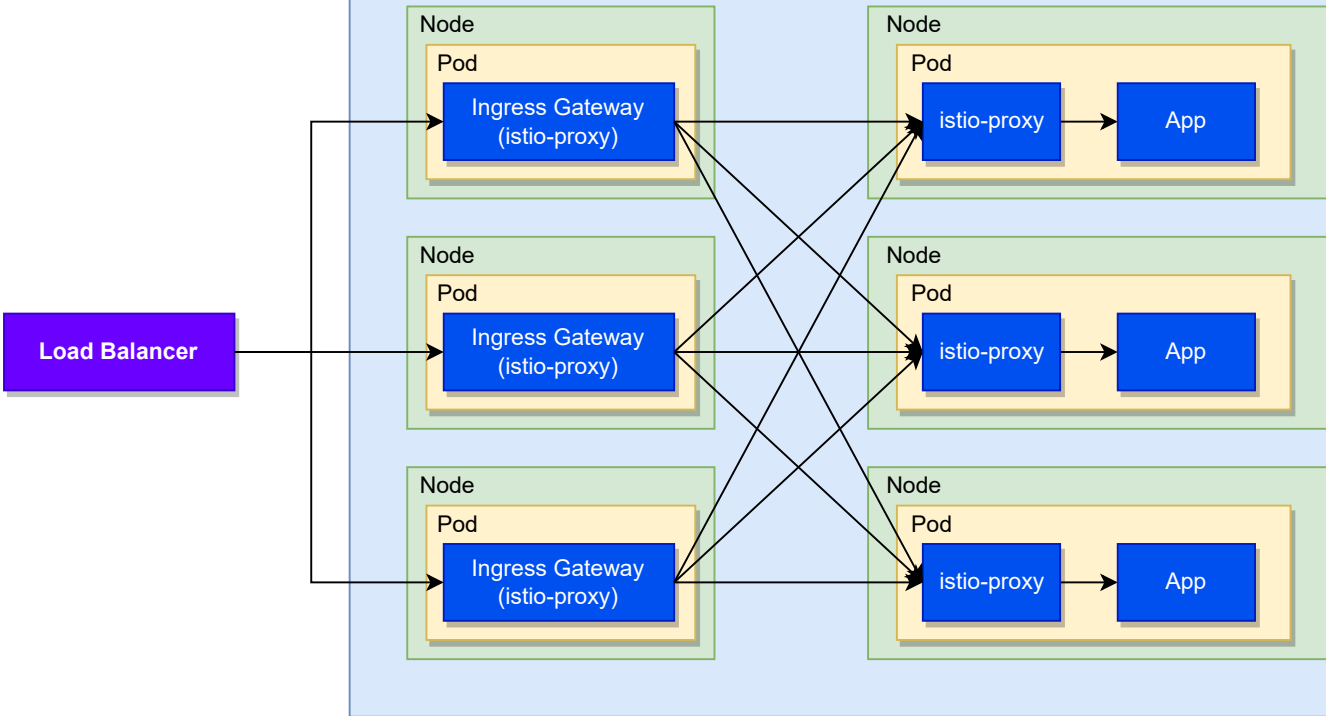 Node
Pod
Ingress Gateway
(istio-proxy)
Node
Pod
istio-proxy
App
Load Balancer
Node
Pod
Ingress Gateway
(istio-proxy)
Node
Pod
istio-proxy
App
Node
Pod
Ingress Gateway
(istio-proxy)
Node
Pod
istio-proxy
App